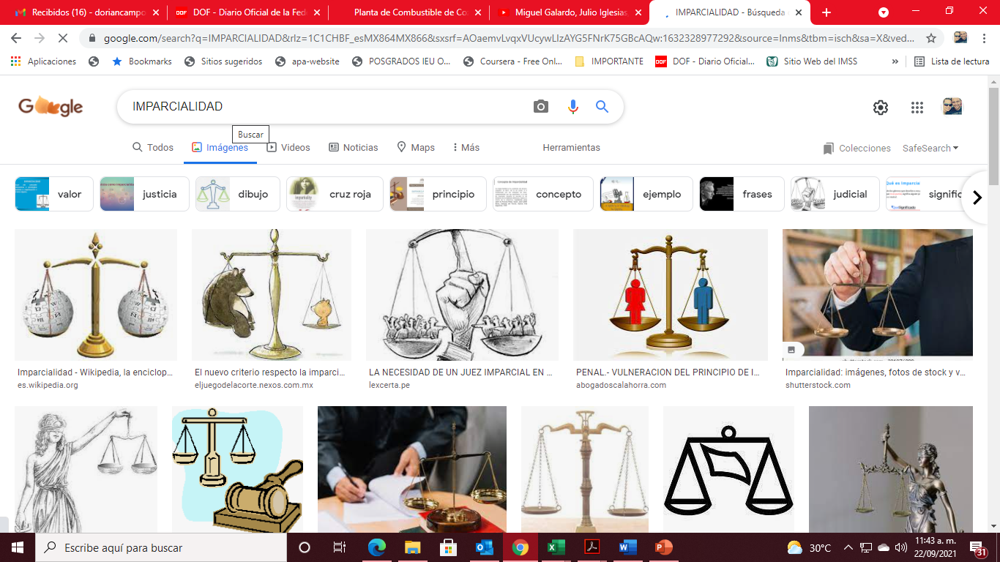 Recibidos (16) - doriancampo
DOF - Diario Oficial de la Fed
Planta de Combustible de Co
Miguel Galardo, Julio Iglesias
IMPARCIALIDAD - Búsqueda
google.com/search?q=IMPARCIALIDAD&rlz=1C1CHBF_esMX864MX866&sxsrf=AOaemvLvqxVUcywLlzAYG5FNrK75GBcAQw:1632328977292&source=lnms&tbm=isch&sa=X&ved...
Aplicaciones
Bookmarks
Sitios sugeridos
apa-website
POSGRADOS IEU O...
Coursera - Free Onl...
IMPORTANTE
DOF - Diario Oficial...
Sitio Web del IMSS
»
Lista de lectura
Google
IMPARCIALIDAD
Buscar
Todos
Imágenes
Videos
Noticias
Maps
Más
Herramientas
Colecciones
SafeSearch
valor
justicia
dibujo
cruz roja
principio
concepto
ejemplo
frases
judicial
signific
Imparcialidad - Wikipedia, la enciclop...
es.wikipedia.org
El nuevo criterio respecto la imparci...
eljuegodelacorte.nexos.com.mx
LA NECESIDAD DE UN JUEZ IMPARCIAL EN ...
lexcerta.pe
PENAL.- VULNERACION DEL PRINCIPIO DE I...
abogadoscalahorra.com
Imparcialidad: imágenes, fotos de stock y v...
shutterstock.com
Escribe aquí para buscar
30°C
11:43 a. m.
22/09/2021
31